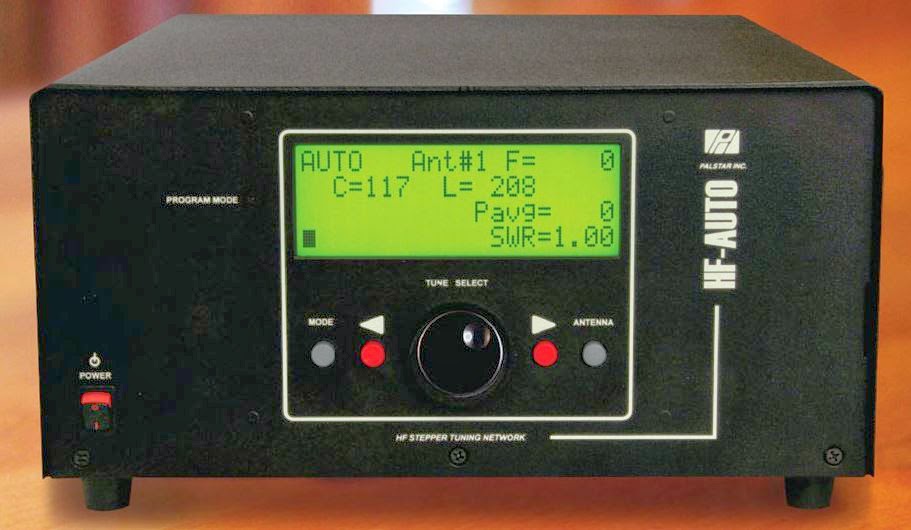 AUTO Ant#1 F= 0
C=117 L= 208
Pavg= 0
SWR=1.00
PROGRAM MODE
PALSTAR INC.
HF-AUTO
TUNE SELECT
MODE
ANTENNA
POWER
HF STEPPER TUNING NETWORK